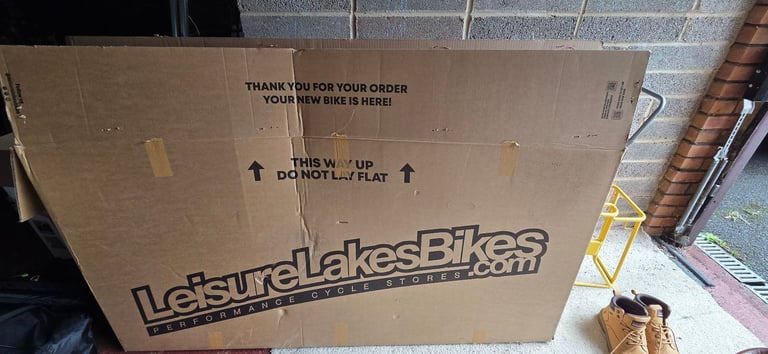 THANK YOU FOR YOUR ORDER
YOUR NEW BIKE IS HERE!
THIS WAY UP
DO NOT LAY FLAT
LeisureLakesBikes
.com
PERFORMANCE CYCLE STORES